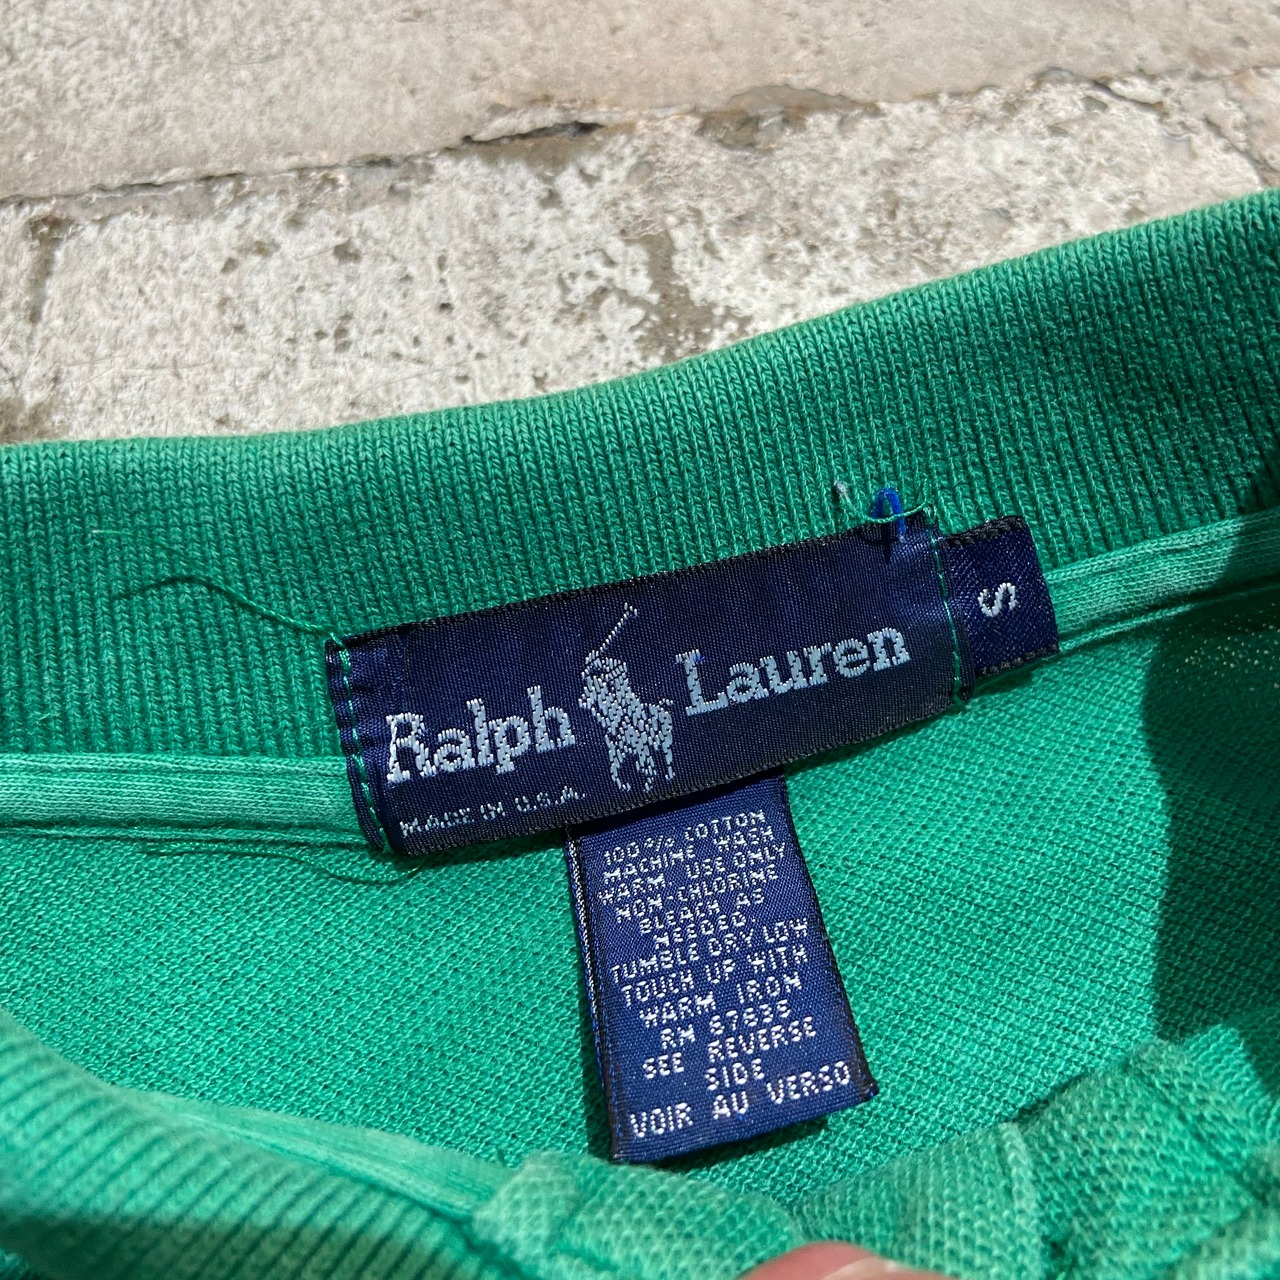 Ralph Lauren
MADE IN U.S.A.
S
100% COTTON
MACHINE WASH
WARM USE ONLY
NON-CHLORINE
BLEACH AS
NEEDED.
TUMBLE DRY LOW
TOUCH UP WITH
WARM IRON
RN 67635
SEE REVERSE
SIDE
VOIR AU VERSO